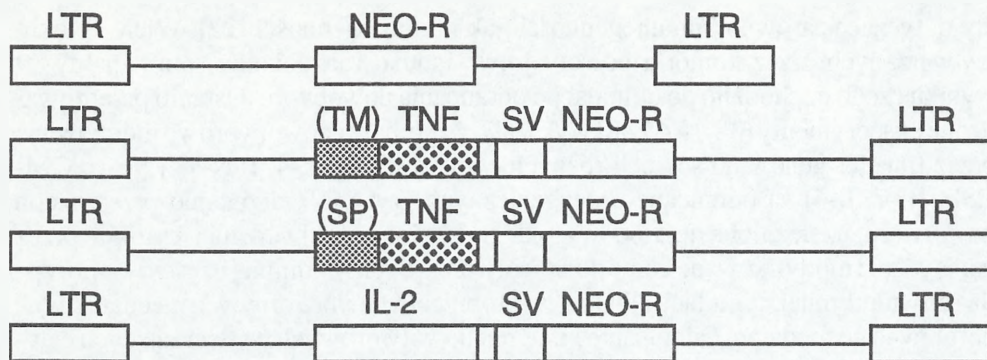 LTR NEO-R LTR
LTR (TM) TNF SV NEO-R LTR
LTR (SP) TNF SV NEO-R LTR
LTR IL-2 SV NEO-R LTR